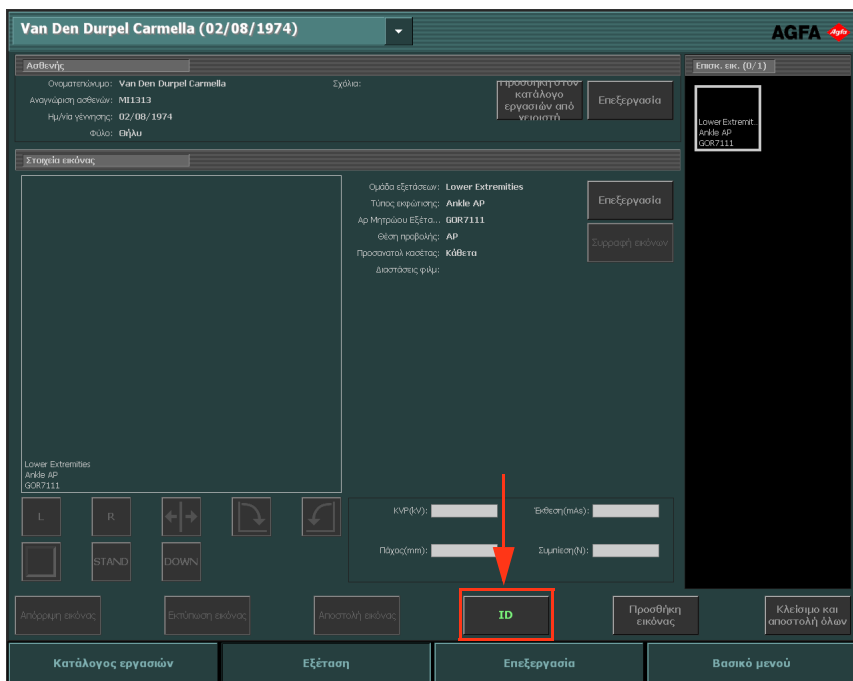 Van Den Durpel Carmella (02/08/1974)
AGFA Agfa
Ασθενής
Επισκ. εικ. (0/1)
Ονοματεπώνυμο: Van Den Durpel Carmella
Σχόλια:
Αναγνώριση ασθενών: MI1313
Ημ/νία γέννησης: 02/08/1974
Φύλο: Θήλυ
Προσθήκη στον
κατάλογο
εργασιών από
χειριστή
Επεξεργασία
Lower Extremit..
Ankle AP
GOR7111
Στοιχεία εικόνας
Ομάδα εξετάσεων: Lower Extremities
Τύπος εκφώτισης: Ankle AP
Αρ Μητρώου Εξέτα... GOR7111
Θέση προβολής: AP
Προσανατολ κασέτας: Κάθετα
Διαστάσεις φιλμ:
Επεξεργασία
Συρραφή εικόνων
Lower Extremities
Ankle AP
GOR7111
L
R
STAND
DOWN
KVP(kV):
Έκθεση(mAs):
Πάχος(mm):
Συμπίεση(N):
Απόρριψη εικόνας
Εκτύπωση εικόνας
Αποστολή εικόνας
ID
Προσθήκη
εικόνας
Κλείσιμο και
αποστολή όλων
Κατάλογος εργασιών
Εξέταση
Επεξεργασία
Βασικό μενού